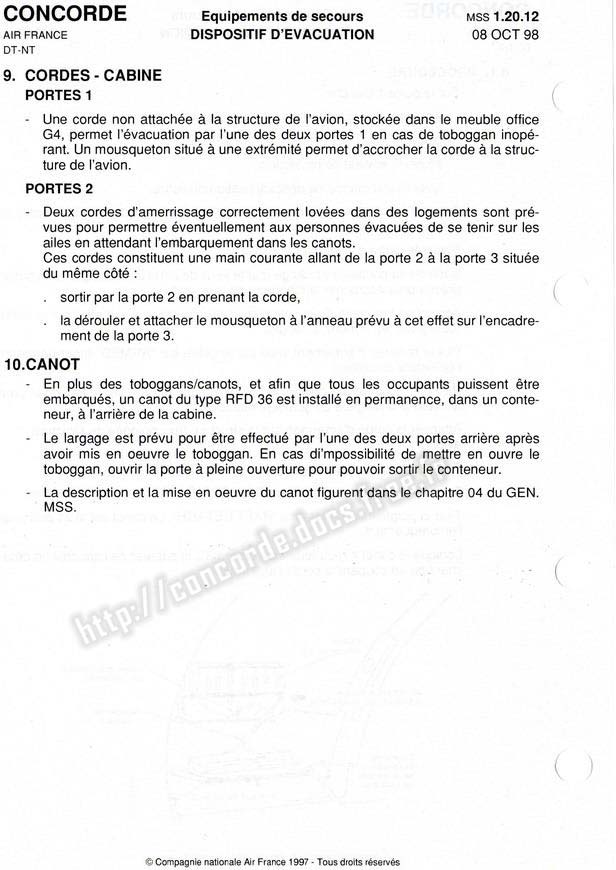 CONCORDE
AIR FRANCE
DT-NT
Equipements de secours
DISPOSITIF D'EVACUATION
MSS 1.20.12
08 OCT 98
9. CORDES - CABINE
PORTES 1
- Une corde non attachée à la structure de l'avion, stockée dans le meuble office
G4, permet l'évacuation par l'une des deux portes 1 en cas de toboggan inopé-
rant. Un mousqueton situé à une extrémité permet d'accrocher la corde à la struc-
ture de l'avion.
PORTES 2
- Deux cordes d'amerrissage correctement lovées dans des logements sont pré-
vues pour permettre éventuellement aux personnes évacuées de se tenir sur les
ailes en attendant l'embarquement dans les canots.
Ces cordes constituent une main courante allant de la porte 2 à la porte 3 située
du même côté :
. sortir par la porte 2 en prenant la corde,
. la dérouler et attacher le mousqueton à l'anneau prévu à cet effet sur l'encadre-
ment de la porte 3.
10.CANOT
- En plus des toboggans/canots, et afin que tous les occupants puissent être
embarqués, un canot du type RFD 36 est installé en permanence, dans un conte-
neur, à l'arrière de la cabine.
- Le largage est prévu pour être effectué par l'une des deux portes arrière après
avoir mis en oeuvre le toboggan. En cas di'mpossibilité de mettre en ouvre le
toboggan, ouvrir la porte à pleine ouverture pour pouvoir sortir le conteneur.
- La description et la mise en oeuvre du canot figurent dans le chapitre 04 du GEN.
MSS.
http://concorde.docs.free.fr
© Compagnie nationale Air France 1997 - Tous droits réservés